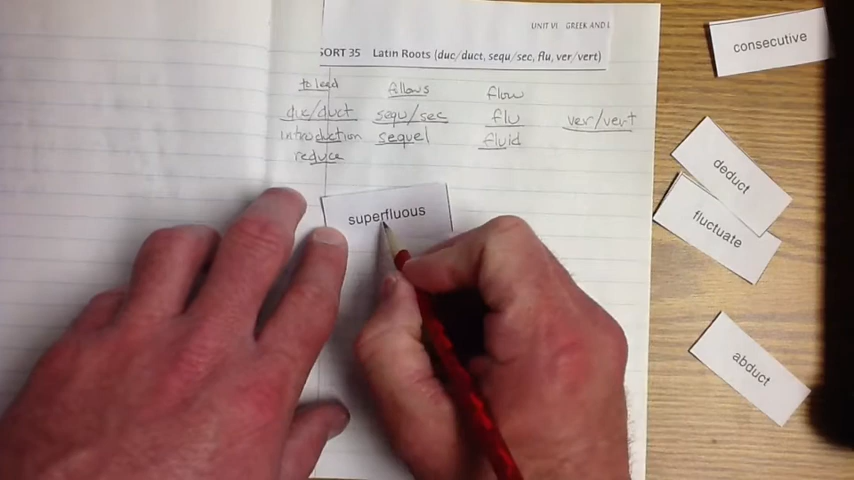 UNIT VI GREEK AND L
SORT 35 Latin Roots (duc/duct, sequ/sec, flu, ver/vert)
to lead follows flow
duc/duct sequ/sec flu ver/vert
introduction sequel fluid
reduce
superfluous
consecutive
deduct
fluctuate
abduct